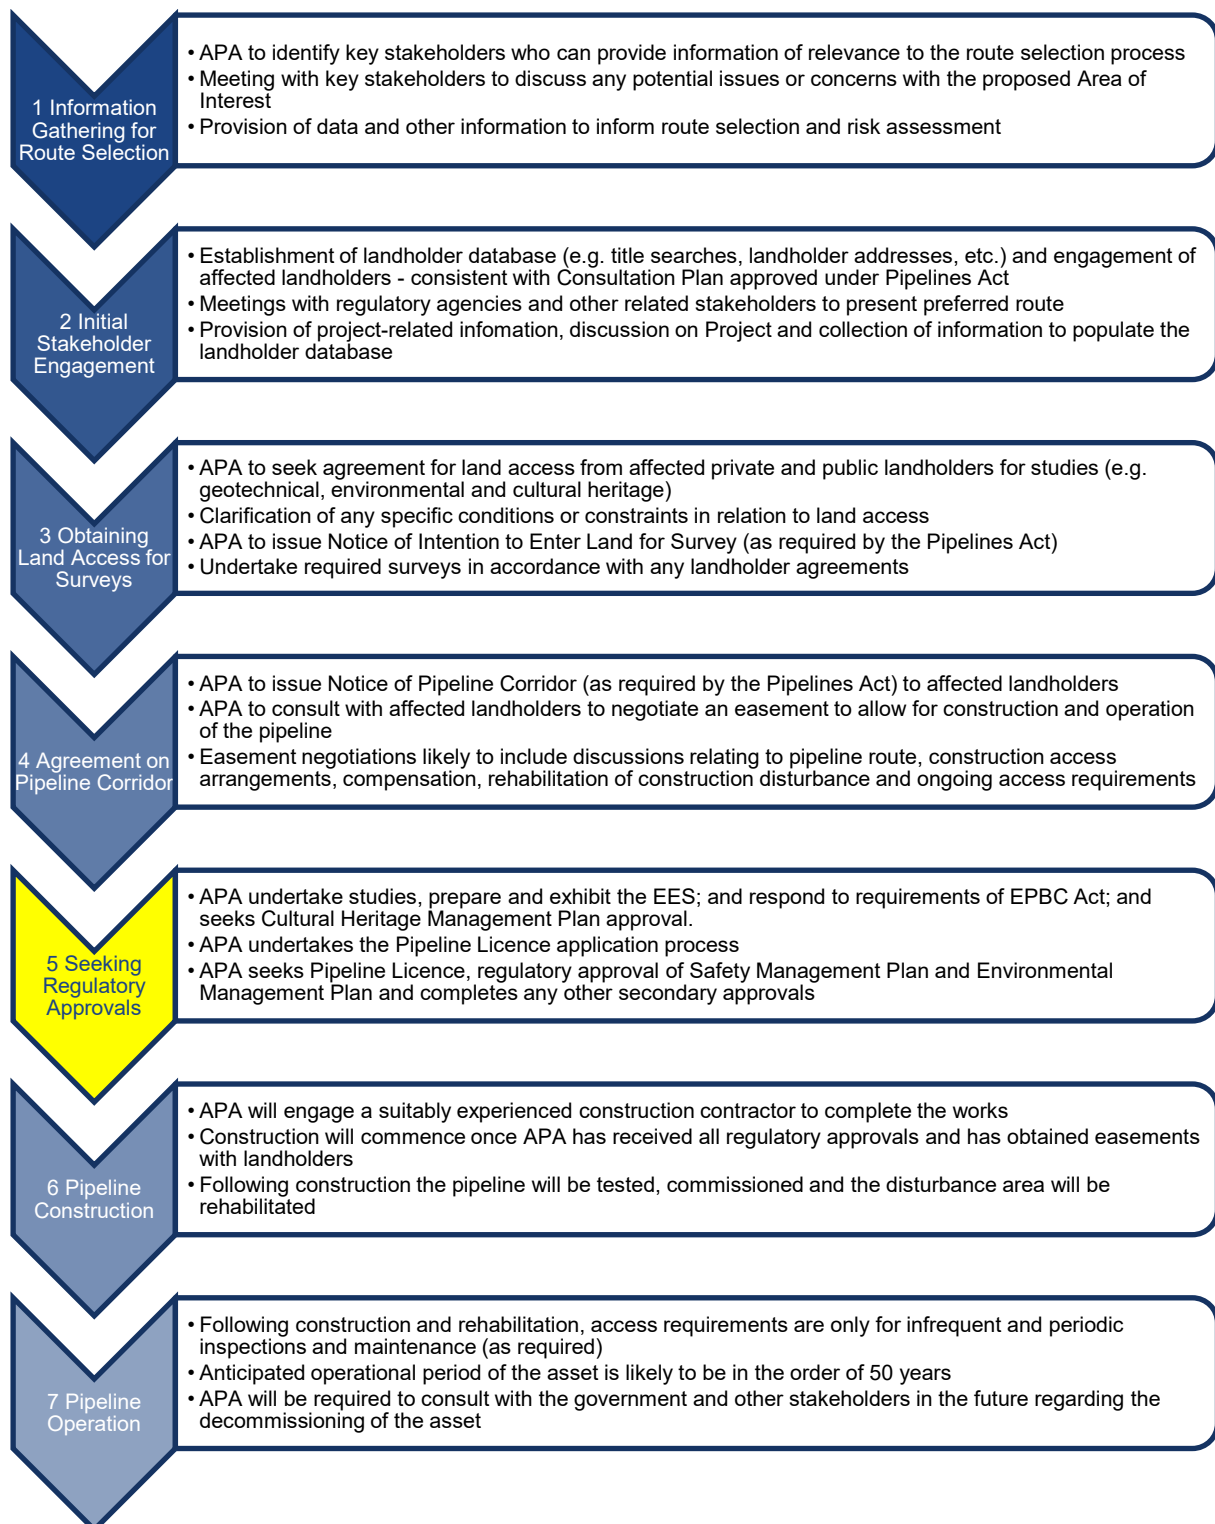 1 Information
Gathering for
Route Selection
• APA to identify key stakeholders who can provide information of relevance to the route selection process
• Meeting with key stakeholders to discuss any potential issues or concerns with the proposed Area of
Interest
• Provision of data and other information to inform route selection and risk assessment
2 Initial
Stakeholder
Engagement
• Establishment of landholder database (e.g. title searches, landholder addresses, etc.) and engagement of
affected landholders - consistent with Consultation Plan approved under Pipelines Act
• Meetings with regulatory agencies and other related stakeholders to present preferred route
• Provision of project-related infomation, discussion on Project and collection of information to populate the
landholder database
3 Obtaining
Land Access for
Surveys
• APA to seek agreement for land access from affected private and public landholders for studies (e.g.
geotechnical, environmental and cultural heritage)
• Clarification of any specific conditions or constraints in relation to land access
• APA to issue Notice of Intention to Enter Land for Survey (as required by the Pipelines Act)
• Undertake required surveys in accordance with any landholder agreements
4 Agreement on
Pipeline Corridor
• APA to issue Notice of Pipeline Corridor (as required by the Pipelines Act) to affected landholders
• APA to consult with affected landholders to negotiate an easement to allow for construction and operation
of the pipeline
• Easement negotiations likely to include discussions relating to pipeline route, construction access
arrangements, compensation, rehabilitation of construction disturbance and ongoing access requirements
5 Seeking
Regulatory
Approvals
• APA undertake studies, prepare and exhibit the EES; and respond to requirements of EPBC Act; and
seeks Cultural Heritage Management Plan approval.
• APA undertakes the Pipeline Licence application process
• APA seeks Pipeline Licence, regulatory approval of Safety Management Plan and Environmental
Management Plan and completes any other secondary approvals
6 Pipeline
Construction
• APA will engage a suitably experienced construction contractor to complete the works
• Construction will commence once APA has received all regulatory approvals and has obtained easements
with landholders
• Following construction the pipeline will be tested, commissioned and the disturbance area will be
rehabilitated
7 Pipeline
Operation
• Following construction and rehabilitation, access requirements are only for infrequent and periodic
inspections and maintenance (as required)
• Anticipated operational period of the asset is likely to be in the order of 50 years
• APA will be required to consult with the government and other stakeholders in the future regarding the
decommissioning of the asset